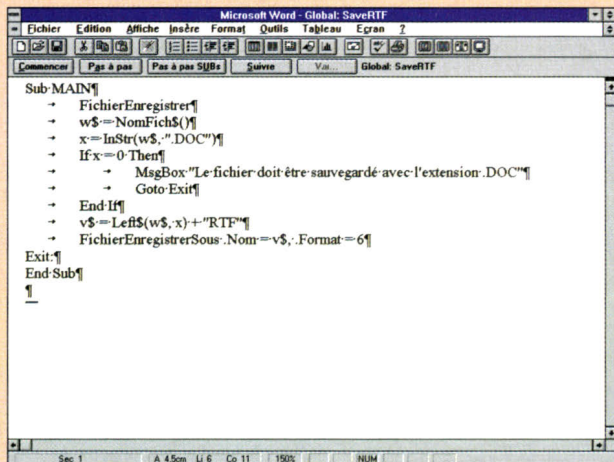 Microsoft Word - Global: SaveRTF
Fichier Edition Affiche Insère Format Outils Tableau Ecran ?
Commencer Pas à pas Pas à pas SUBs Suivre Var... Global: SaveRTF
Sub·MAIN¶
→ FichierEnregistrer¶
→ w$·=·NomFich$()¶
→ x·=·InStr(w$,·".DOC")¶
→ If·x·=·0·Then¶
→ → MsgBox·"Le·fichier·doit·être·sauvegardé·avec·l'extension·.DOC"¶
→ → Goto·Exit¶
→ End·If¶
→ v$·=·Left$(w$,·x)·+·"RTF"¶
→ FichierEnregistrerSous·.Nom·=·v$,·.Format·=·6¶
Exit:¶
End·Sub¶
¶
Sec 1 A 4.5cm Li 6 Co 11 150% NUM